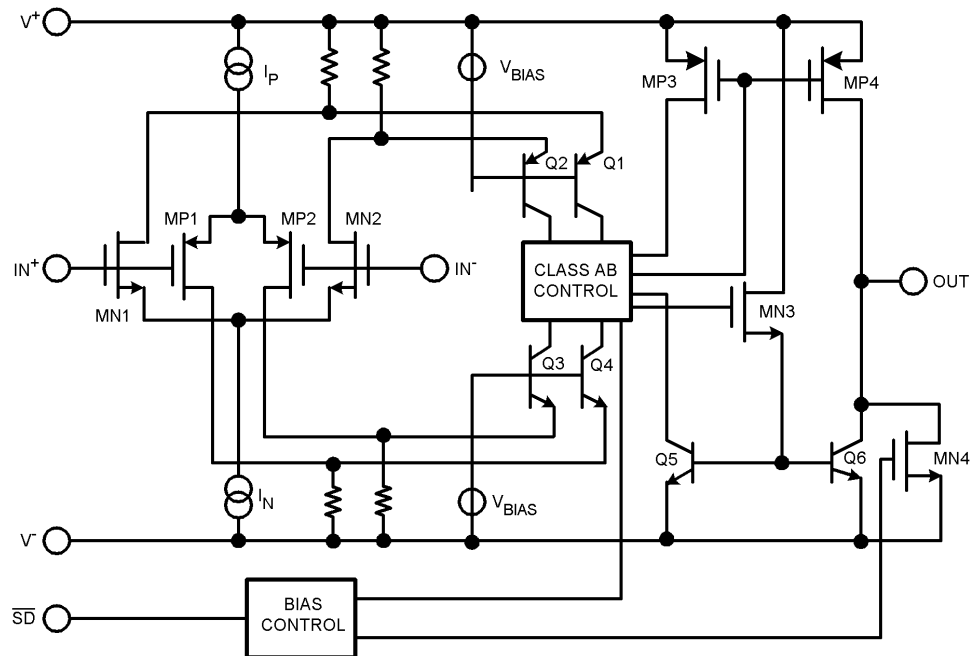 V+
IP
VBIAS
MP3
MP4
Q2
Q1
MP1
MP2
MN2
IN+
IN-
CLASS AB
CONTROL
OUT
MN1
MN3
Q3
Q4
Q5
Q6
MN4
IN
VBIAS
V-
SD
BIAS
CONTROL